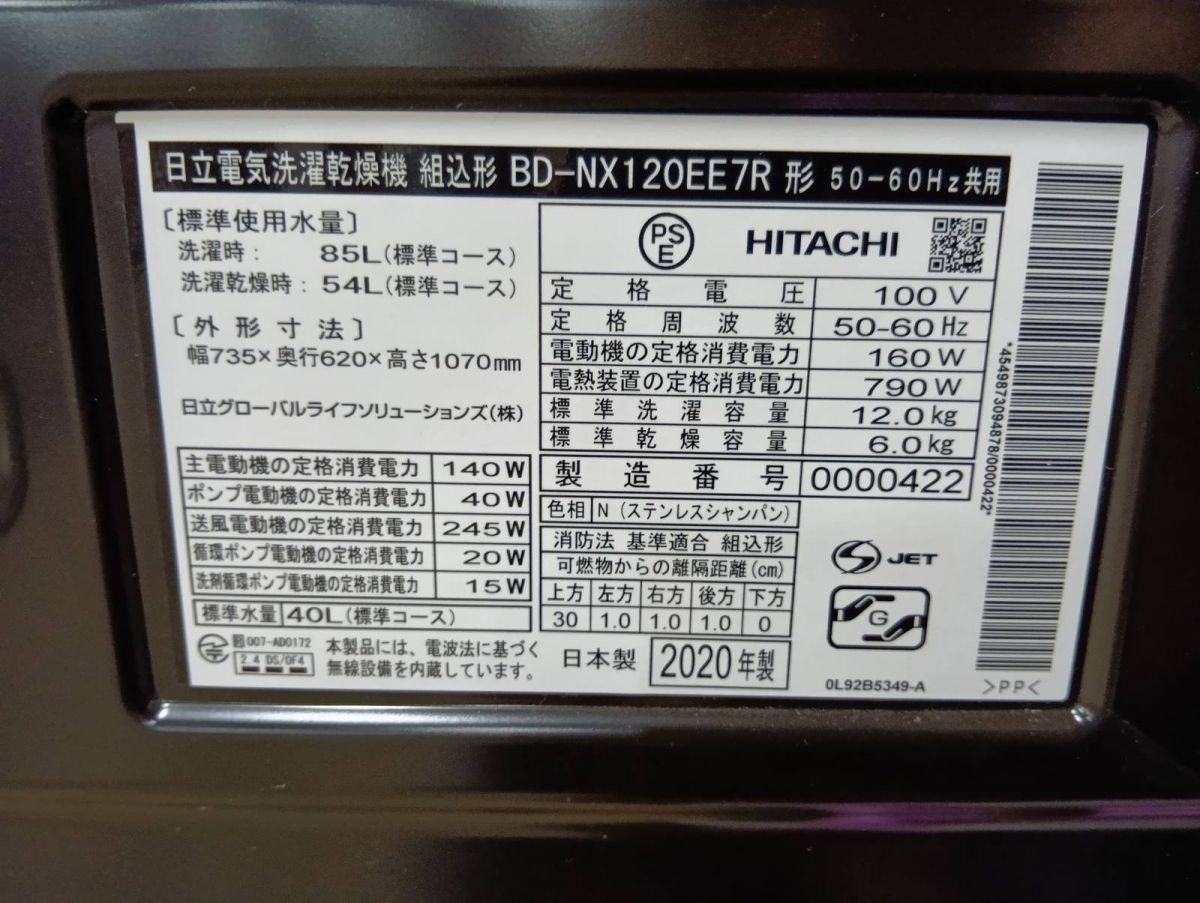 日立電気洗濯乾燥機 組込形 BD-NX120EE7R 形 50-60Hz共用
〔標準使用水量〕
洗濯時： 85L(標準コース)
洗濯乾燥時：54L(標準コース)
〔外形寸法〕
幅735×奥行620×高さ1070mm
日立グローバルライフソリューションズ(株)
主電動機の定格消費電力 140W
ポンプ電動機の定格消費電力 40W
送風電動機の定格消費電力 245W
循環ポンプ電動機の定格消費電力 20W
洗剤循環ポンプ電動機の定格消費電力 15W
標準水量 40L(標準コース)
007-AD0172
2.4 DS/OF4
本製品には、電波法に基づく
無線設備を内蔵しています。
PSE HITACHI
定格電圧 100V
定格周波数 50-60Hz
電動機の定格消費電力 160W
電熱装置の定格消費電力 790W
標準洗濯容量 12.0kg
標準乾燥容量 6.0kg
製造番号 0000422
色相 N（ステンレスシャンパン）
消防法 基準適合 組込形
可燃物からの離隔距離(cm)
上方 左方 右方 後方 下方
30 1.0 1.0 1.0 0
日本製 2020年製
S JET
G
0L92B5349-A
>PP<
*4549873094878/0000422*